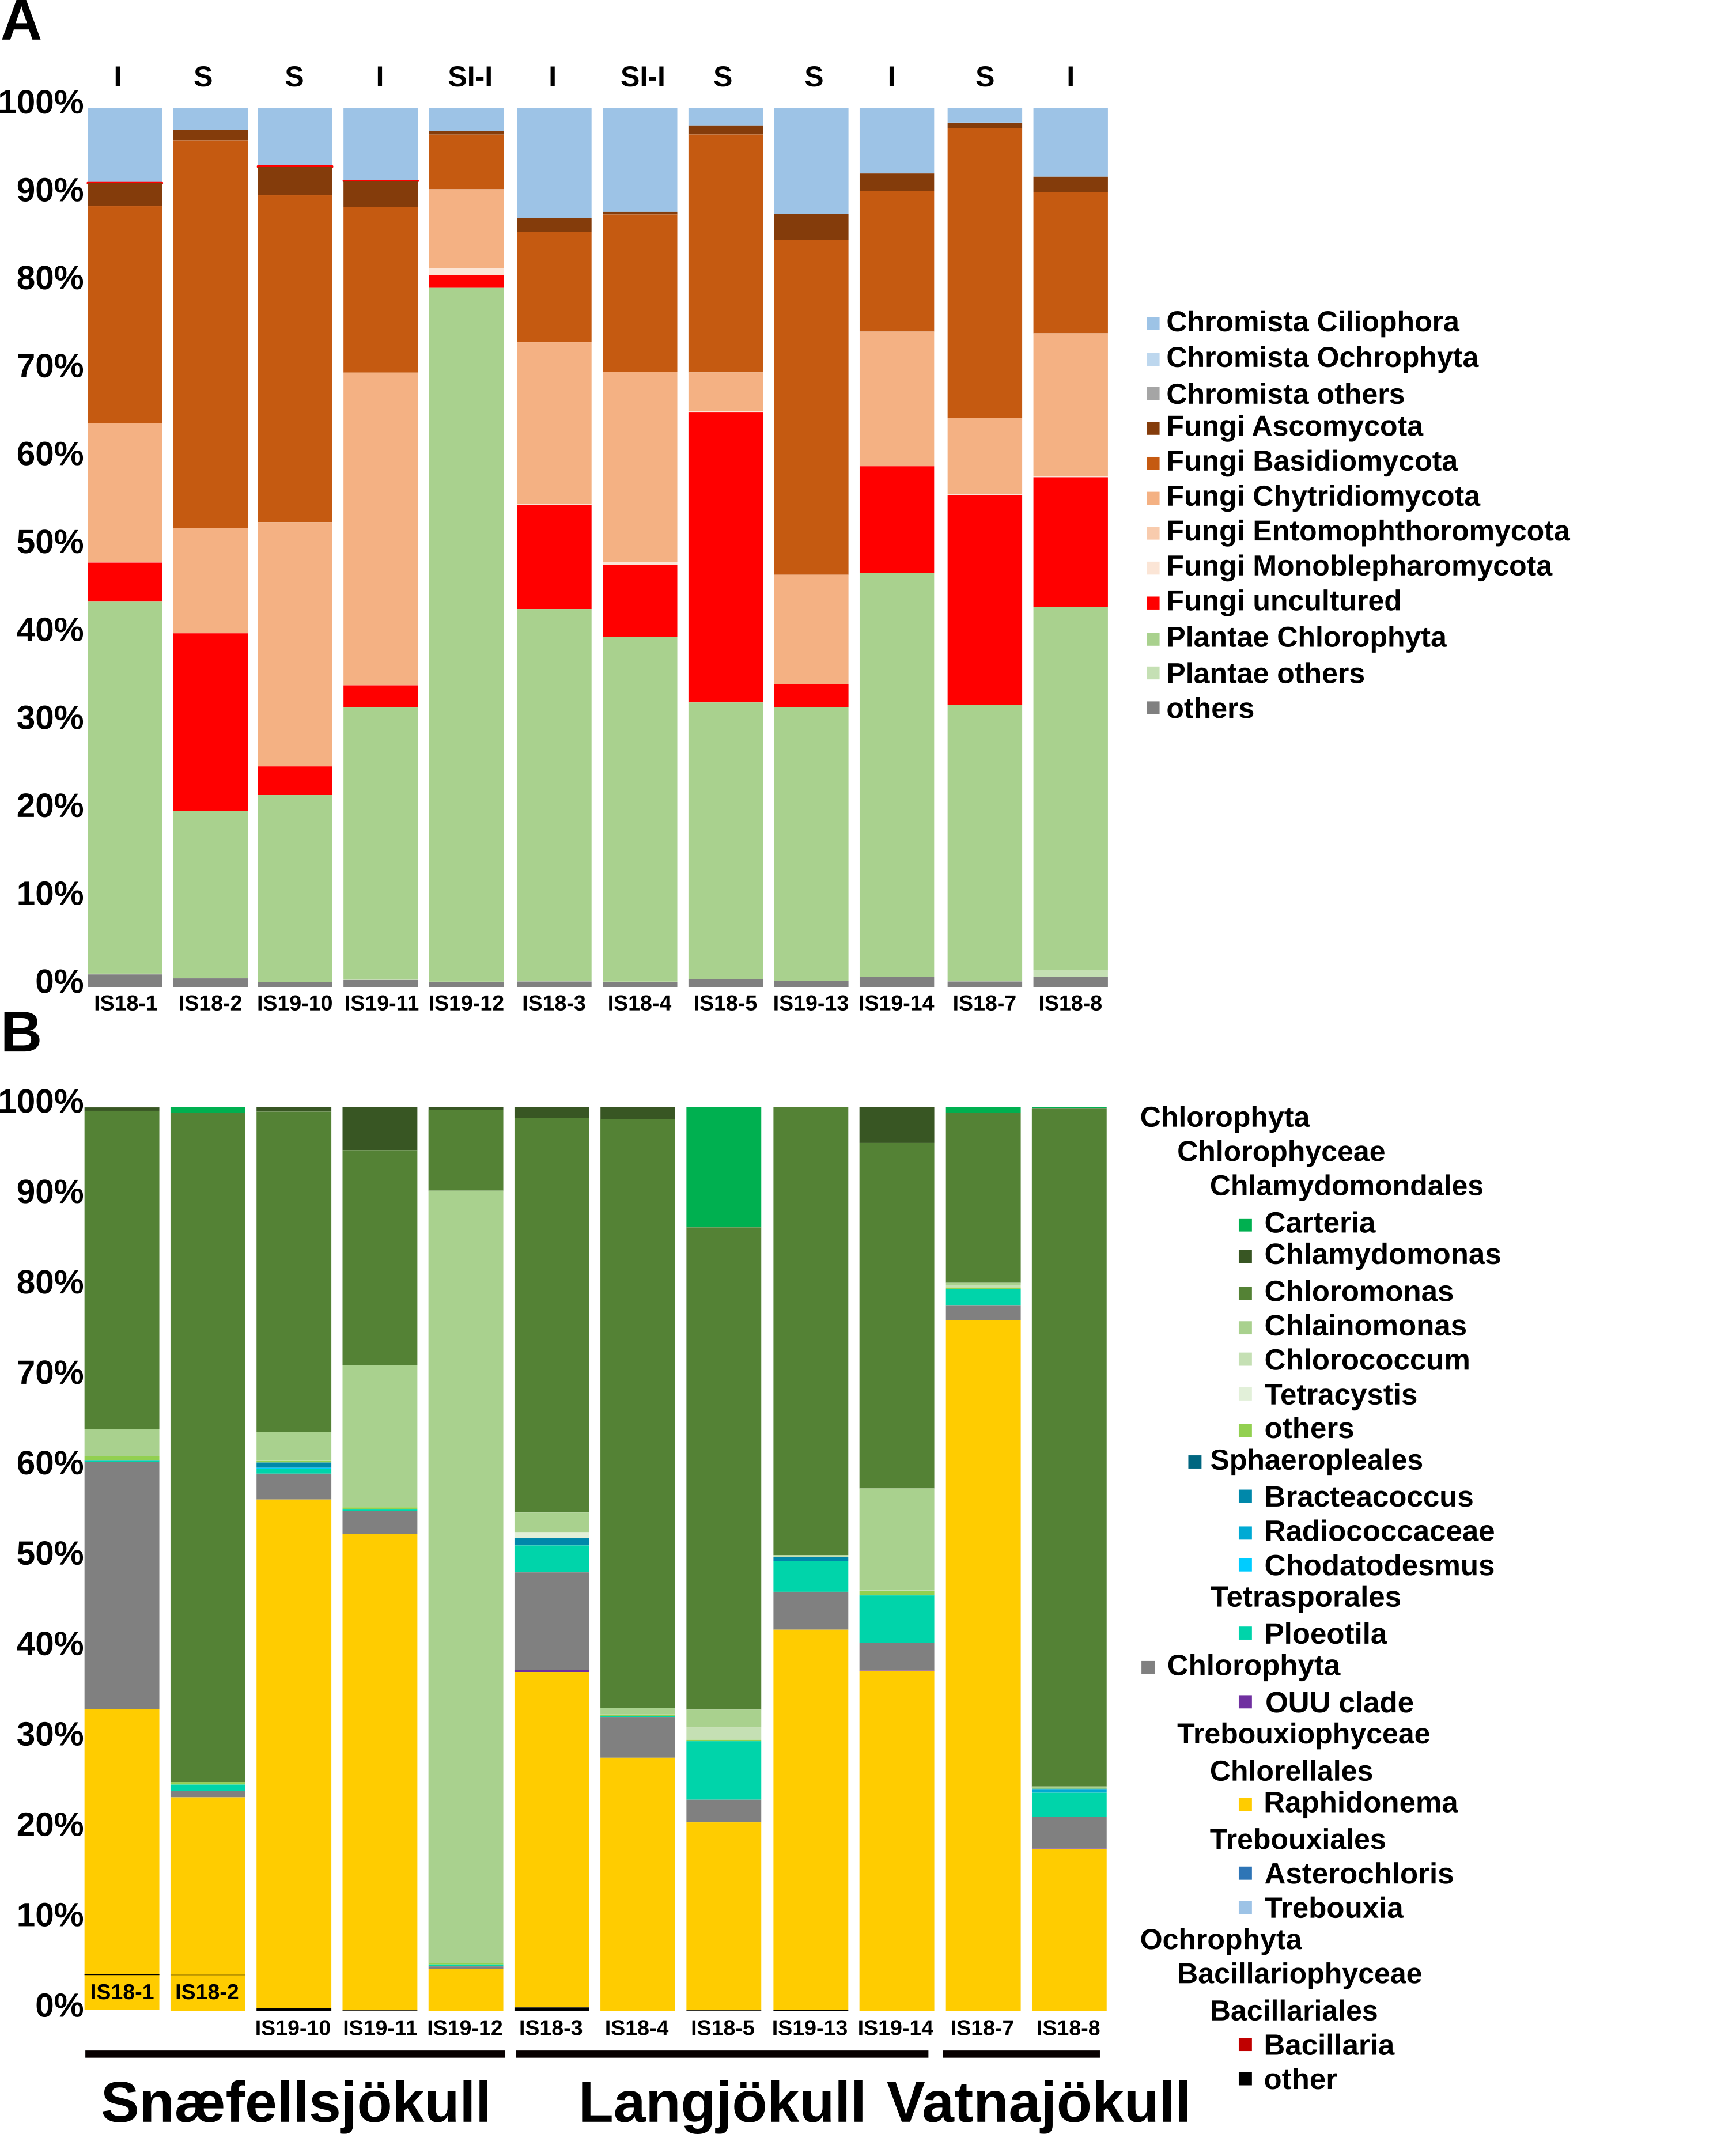 A
I S S I SI-I I SI-I S S I S I
100%
90%
80%
70%
60%
50%
40%
30%
20%
10%
0%
Chromista Ciliophora
Chromista Ochrophyta
Chromista others
Fungi Ascomycota
Fungi Basidiomycota
Fungi Chytridiomycota
Fungi Entomophthoromycota
Fungi Monoblepharomycota
Fungi uncultured
Plantae Chlorophyta
Plantae others
others
IS18-1 IS18-2 IS19-10 IS19-11 IS19-12 IS18-3 IS18-4 IS18-5 IS19-13 IS19-14 IS18-7 IS18-8
B
100%
90%
80%
70%
60%
50%
40%
30%
20%
10%
0%
Chlorophyta
Chlorophyceae
Chlamydomondales
Carteria
Chlamydomonas
Chloromonas
Chlainomonas
Chlorococcum
Tetracystis
others
Sphaeropleales
Bracteacoccus
Radiococcaceae
Chodatodesmus
Tetrasporales
Ploeotila
Chlorophyta
OUU clade
Trebouxiophyceae
Chlorellales
Raphidonema
Trebouxiales
Asterochloris
Trebouxia
Ochrophyta
Bacillariophyceae
Bacillariales
Bacillaria
other
IS18-1 IS18-2
IS19-10 IS19-11 IS19-12 IS18-3 IS18-4 IS18-5 IS19-13 IS19-14 IS18-7 IS18-8
Snæfellsjökull Langjökull Vatnajökull